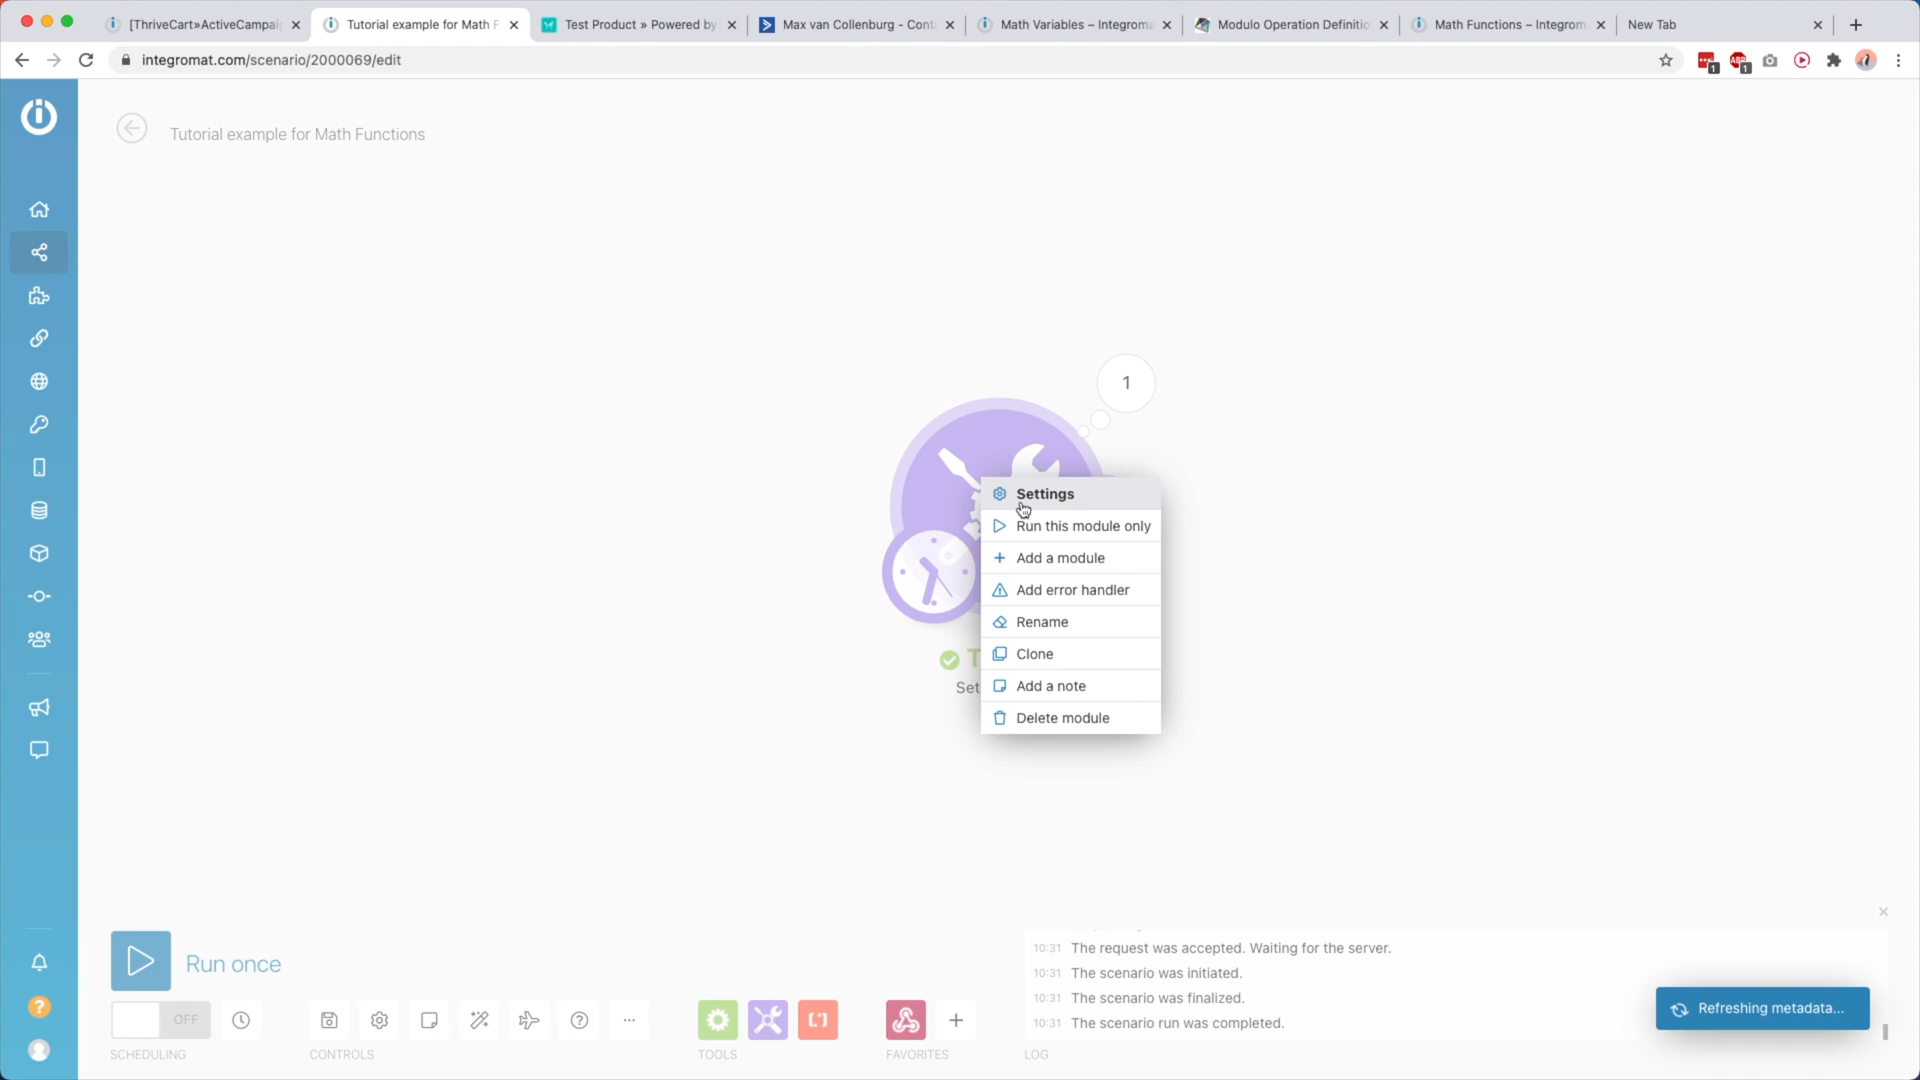 [ThriveCart»ActiveCampai
Tutorial example for Math F
Test Product » Powered by
Max van Collenburg - Cont
Math Variables – Integroma
Modulo Operation Definitio
Math Functions – Integrom
New Tab
integromat.com/scenario/2000069/edit
1
1
Tutorial example for Math Functions
1
Settings
Run this module only
Add a module
Add error handler
Rename
Clone
Add a note
Delete module
T
Set
Run once
OFF
SCHEDULING
CONTROLS
TOOLS
FAVORITES
LOG
10:31 The request was accepted. Waiting for the server.
10:31 The scenario was initiated.
10:31 The scenario was finalized.
10:31 The scenario run was completed.
Refreshing metadata...